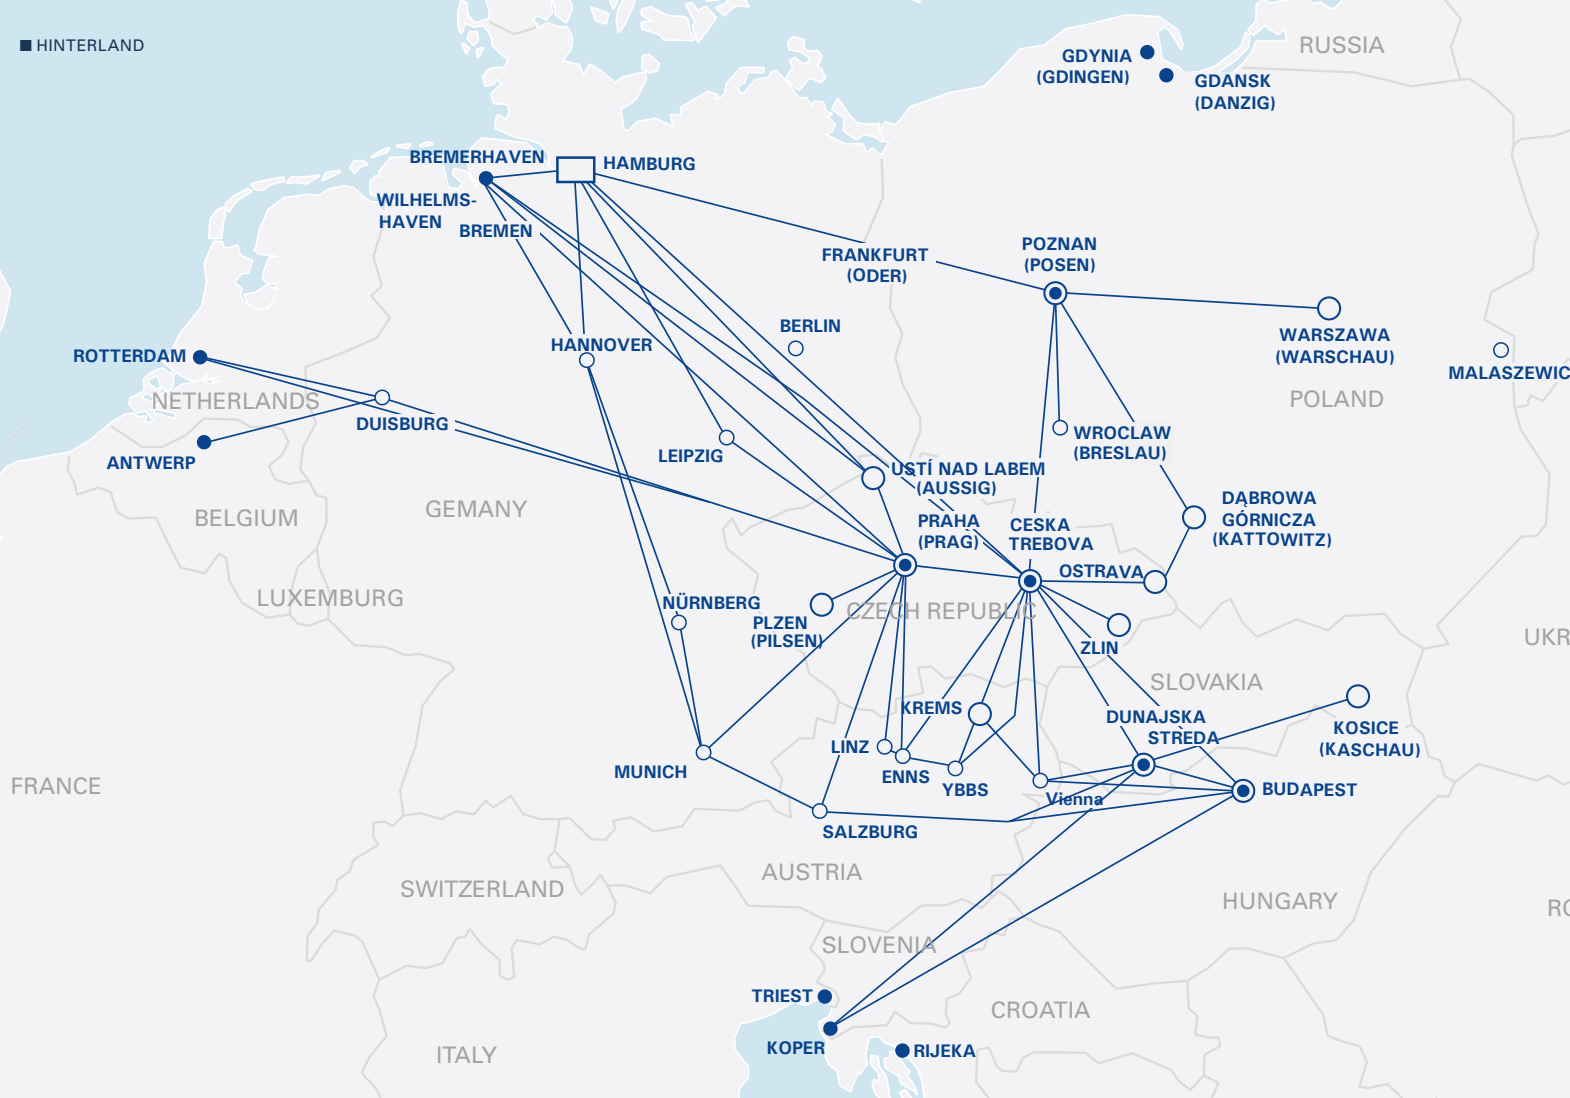 HINTERLAND
RUSSIA
GDYNIA
(GDINGEN)
GDANSK
(DANZIG)
BREMERHAVEN
HAMBURG
WILHELMS-
HAVEN
BREMEN
FRANKFURT
(ODER)
POZNAN
(POSEN)
BERLIN
WARSZAWA
(WARSCHAU)
HANNOVER
ROTTERDAM
MALASZEWIC
NETHERLANDS
POLAND
DUISBURG
WROCLAW
(BRESLAU)
ANTWERP
LEIPZIG
USTÍ NAD LABEM
(AUSSIG)
GEMANY
BELGIUM
DĄBROWA
GÓRNICZA
(KATTOWITZ)
PRAHA
(PRAG)
CESKA
TREBOVA
OSTRAVA
LUXEMBURG
NÜRNBERG
CZECH REPUBLIC
PLZEN
(PILSEN)
ZLIN
UKR
SLOVAKIA
KREMS
DUNAJSKA
STREDA
KOSICE
(KASCHAU)
LINZ
MUNICH
ENNS
YBBS
Vienna
BUDAPEST
FRANCE
SALZBURG
AUSTRIA
SWITZERLAND
HUNGARY
RO
SLOVENIA
TRIEST
CROATIA
KOPER
RIJEKA
ITALY